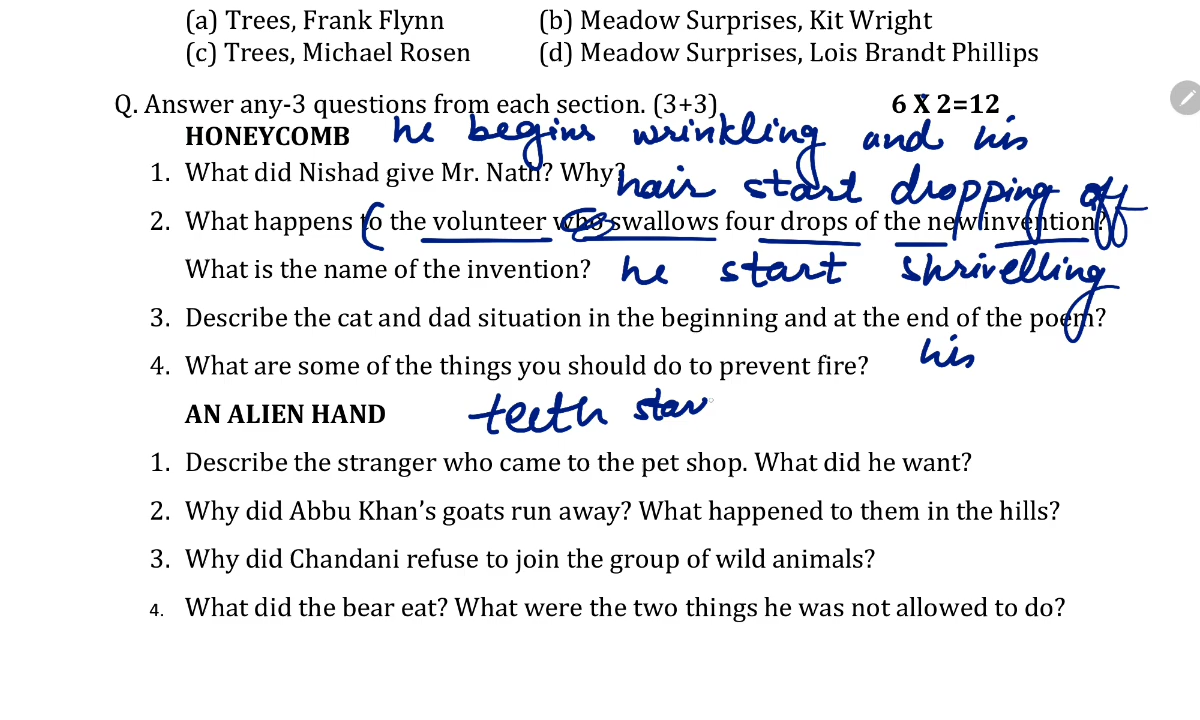 (a) Trees, Frank Flynn (b) Meadow Surprises, Kit Wright
(c) Trees, Michael Rosen (d) Meadow Surprises, Lois Brandt Phillips
Q. Answer any-3 questions from each section. (3+3) 6 X 2=12
HONEYCOMB he begins wrinkling and his
1. What did Nishad give Mr. Nath? Why? hair start dropping off
2. What happens to the volunteer who swallows four drops of the new invention?
What is the name of the invention? he start shrivelling
3. Describe the cat and dad situation in the beginning and at the end of the poem?
4. What are some of the things you should do to prevent fire? his
AN ALIEN HAND teeth star
1. Describe the stranger who came to the pet shop. What did he want?
2. Why did Abbu Khan’s goats run away? What happened to them in the hills?
3. Why did Chandani refuse to join the group of wild animals?
4. What did the bear eat? What were the two things he was not allowed to do?